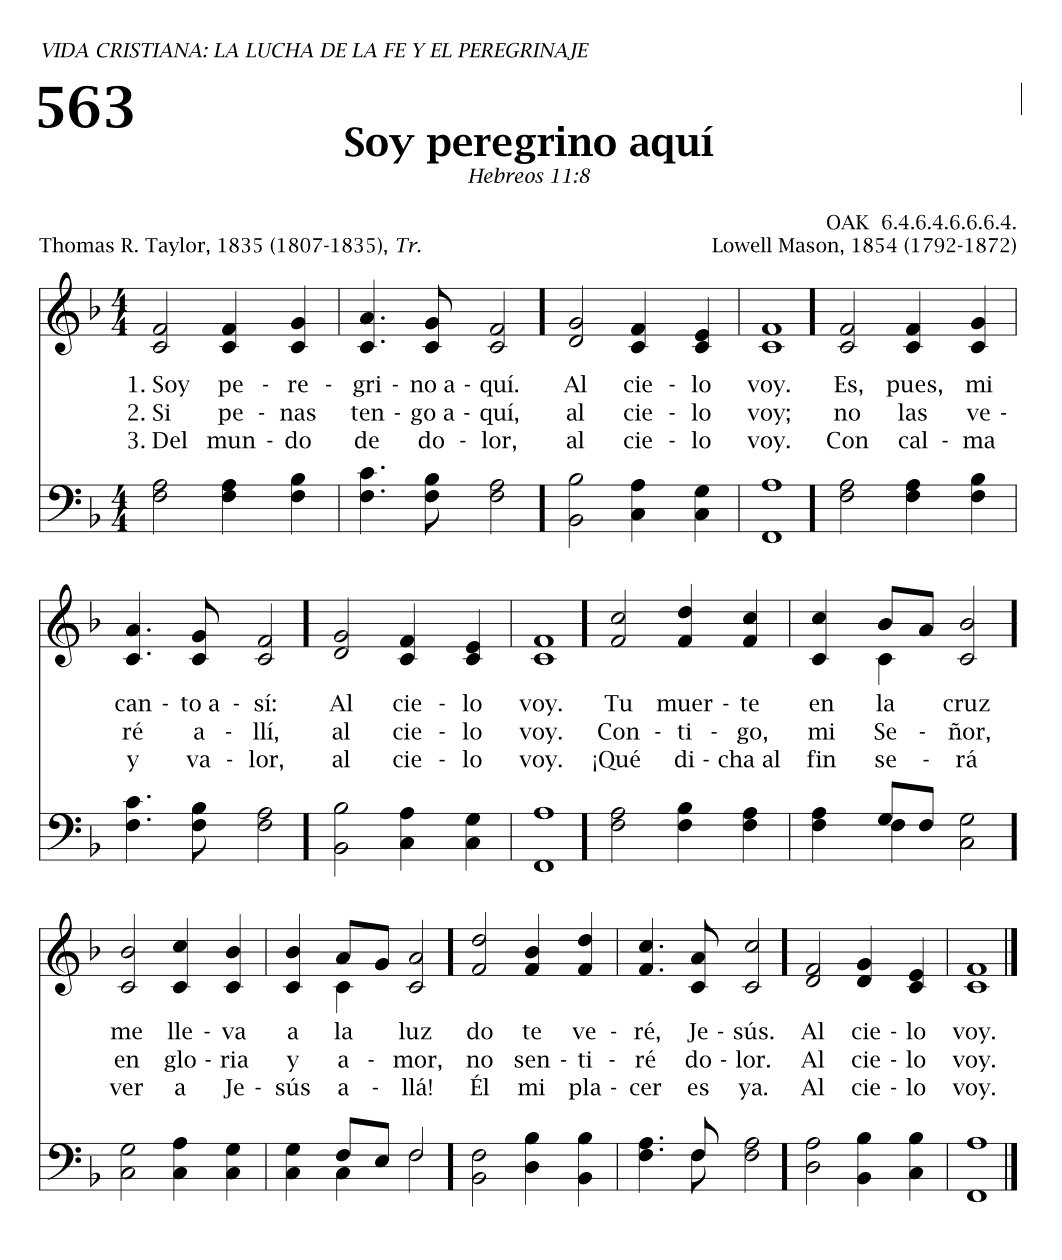 VIDA CRISTIANA: LA LUCHA DE LA FE Y EL PEREGRINAJE
563
Soy peregrino aquí
Hebreos 11:8
OAK 6.4.6.4.6.6.6.4.
Thomas R. Taylor, 1835 (1807-1835), Tr. Lowell Mason, 1854 (1792-1872)
4 4
1. Soy pe - re - gri - no a - quí. Al cie - lo voy. Es, pues, mi
2. Si pe - nas ten - go a - quí, al cie - lo voy; no las ve -
3. Del mun - do de do - lor, al cie - lo voy. Con cal - ma
4 4
can - to a - sí: Al cie - lo voy. Tu muer - te en la cruz
ré a - llí, al cie - lo voy. Con - ti - go, mi Se - ñor,
y va - lor, al cie - lo voy. ¡Qué di - cha al fin se - rá
me lle - va a la luz do te ve - ré, Je - sús. Al cie - lo voy.
en glo - ria y a - mor, no sen - ti - ré do - lor. Al cie - lo voy.
ver a Je - sús a - llá! Él mi pla - cer es ya. Al cie - lo voy.